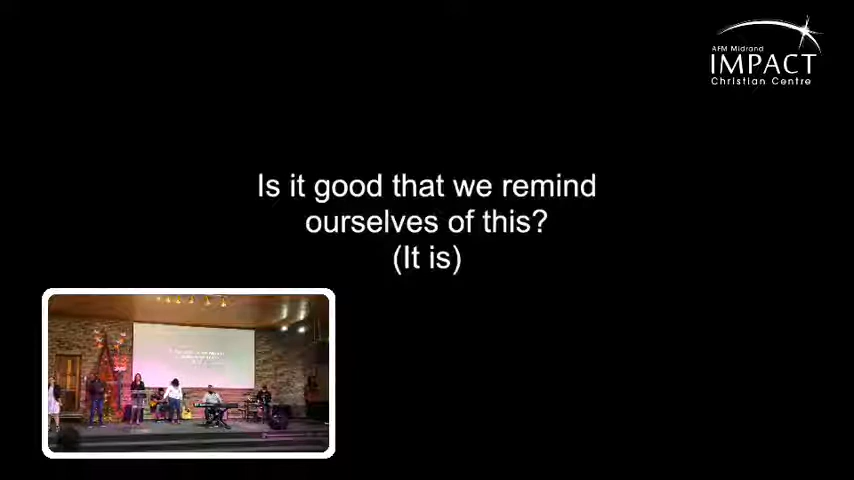 AFM Midrand
IMPACT
Christian Centre
Is it good that we remind
ourselves of this?
(It is)